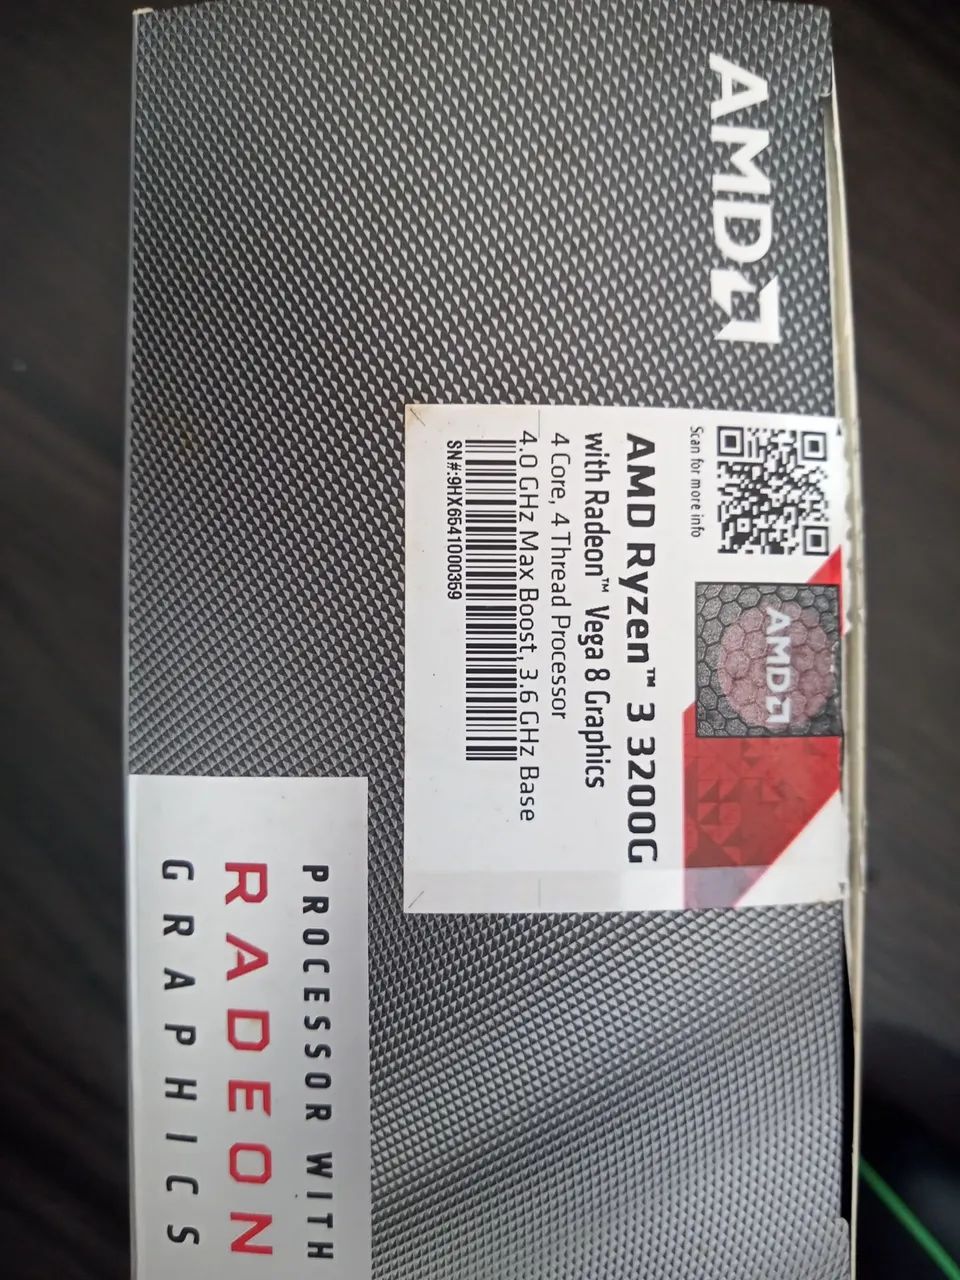 AMD
Scan for more info
AMD
AMD Ryzen™ 3 3200G
with Radeon™ Vega 8 Graphics
4 Core, 4 Thread Processor
4.0 GHz Max Boost, 3.6 GHz Base
SN#:9HX6541000359
PROCESSOR WITH
RADEON
GRAPHICS